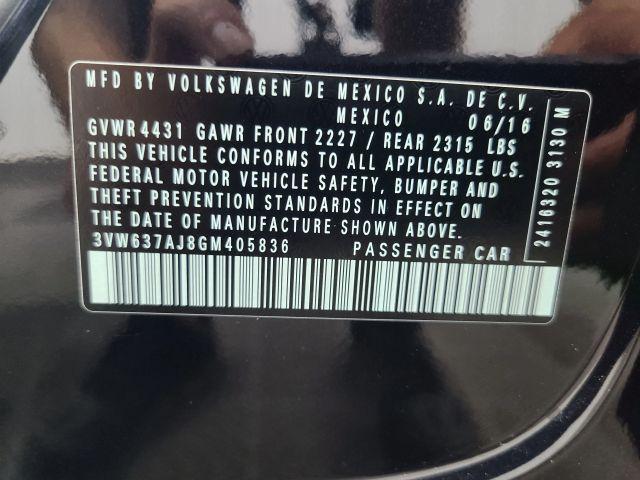 MFD BY VOLKSWAGEN DE MEXICO S.A. DE C.V.
MEXICO 06/16
GVWR 4431 GAWR FRONT 2227 / REAR 2315 LBS
THIS VEHICLE CONFORMS TO ALL APPLICABLE U.S.
FEDERAL MOTOR VEHICLE SAFETY, BUMPER AND
THEFT PREVENTION STANDARDS IN EFFECT ON
THE DATE OF MANUFACTURE SHOWN ABOVE.
3VW637AJ8GM405836 PASSENGER CAR
2416320 3130 M